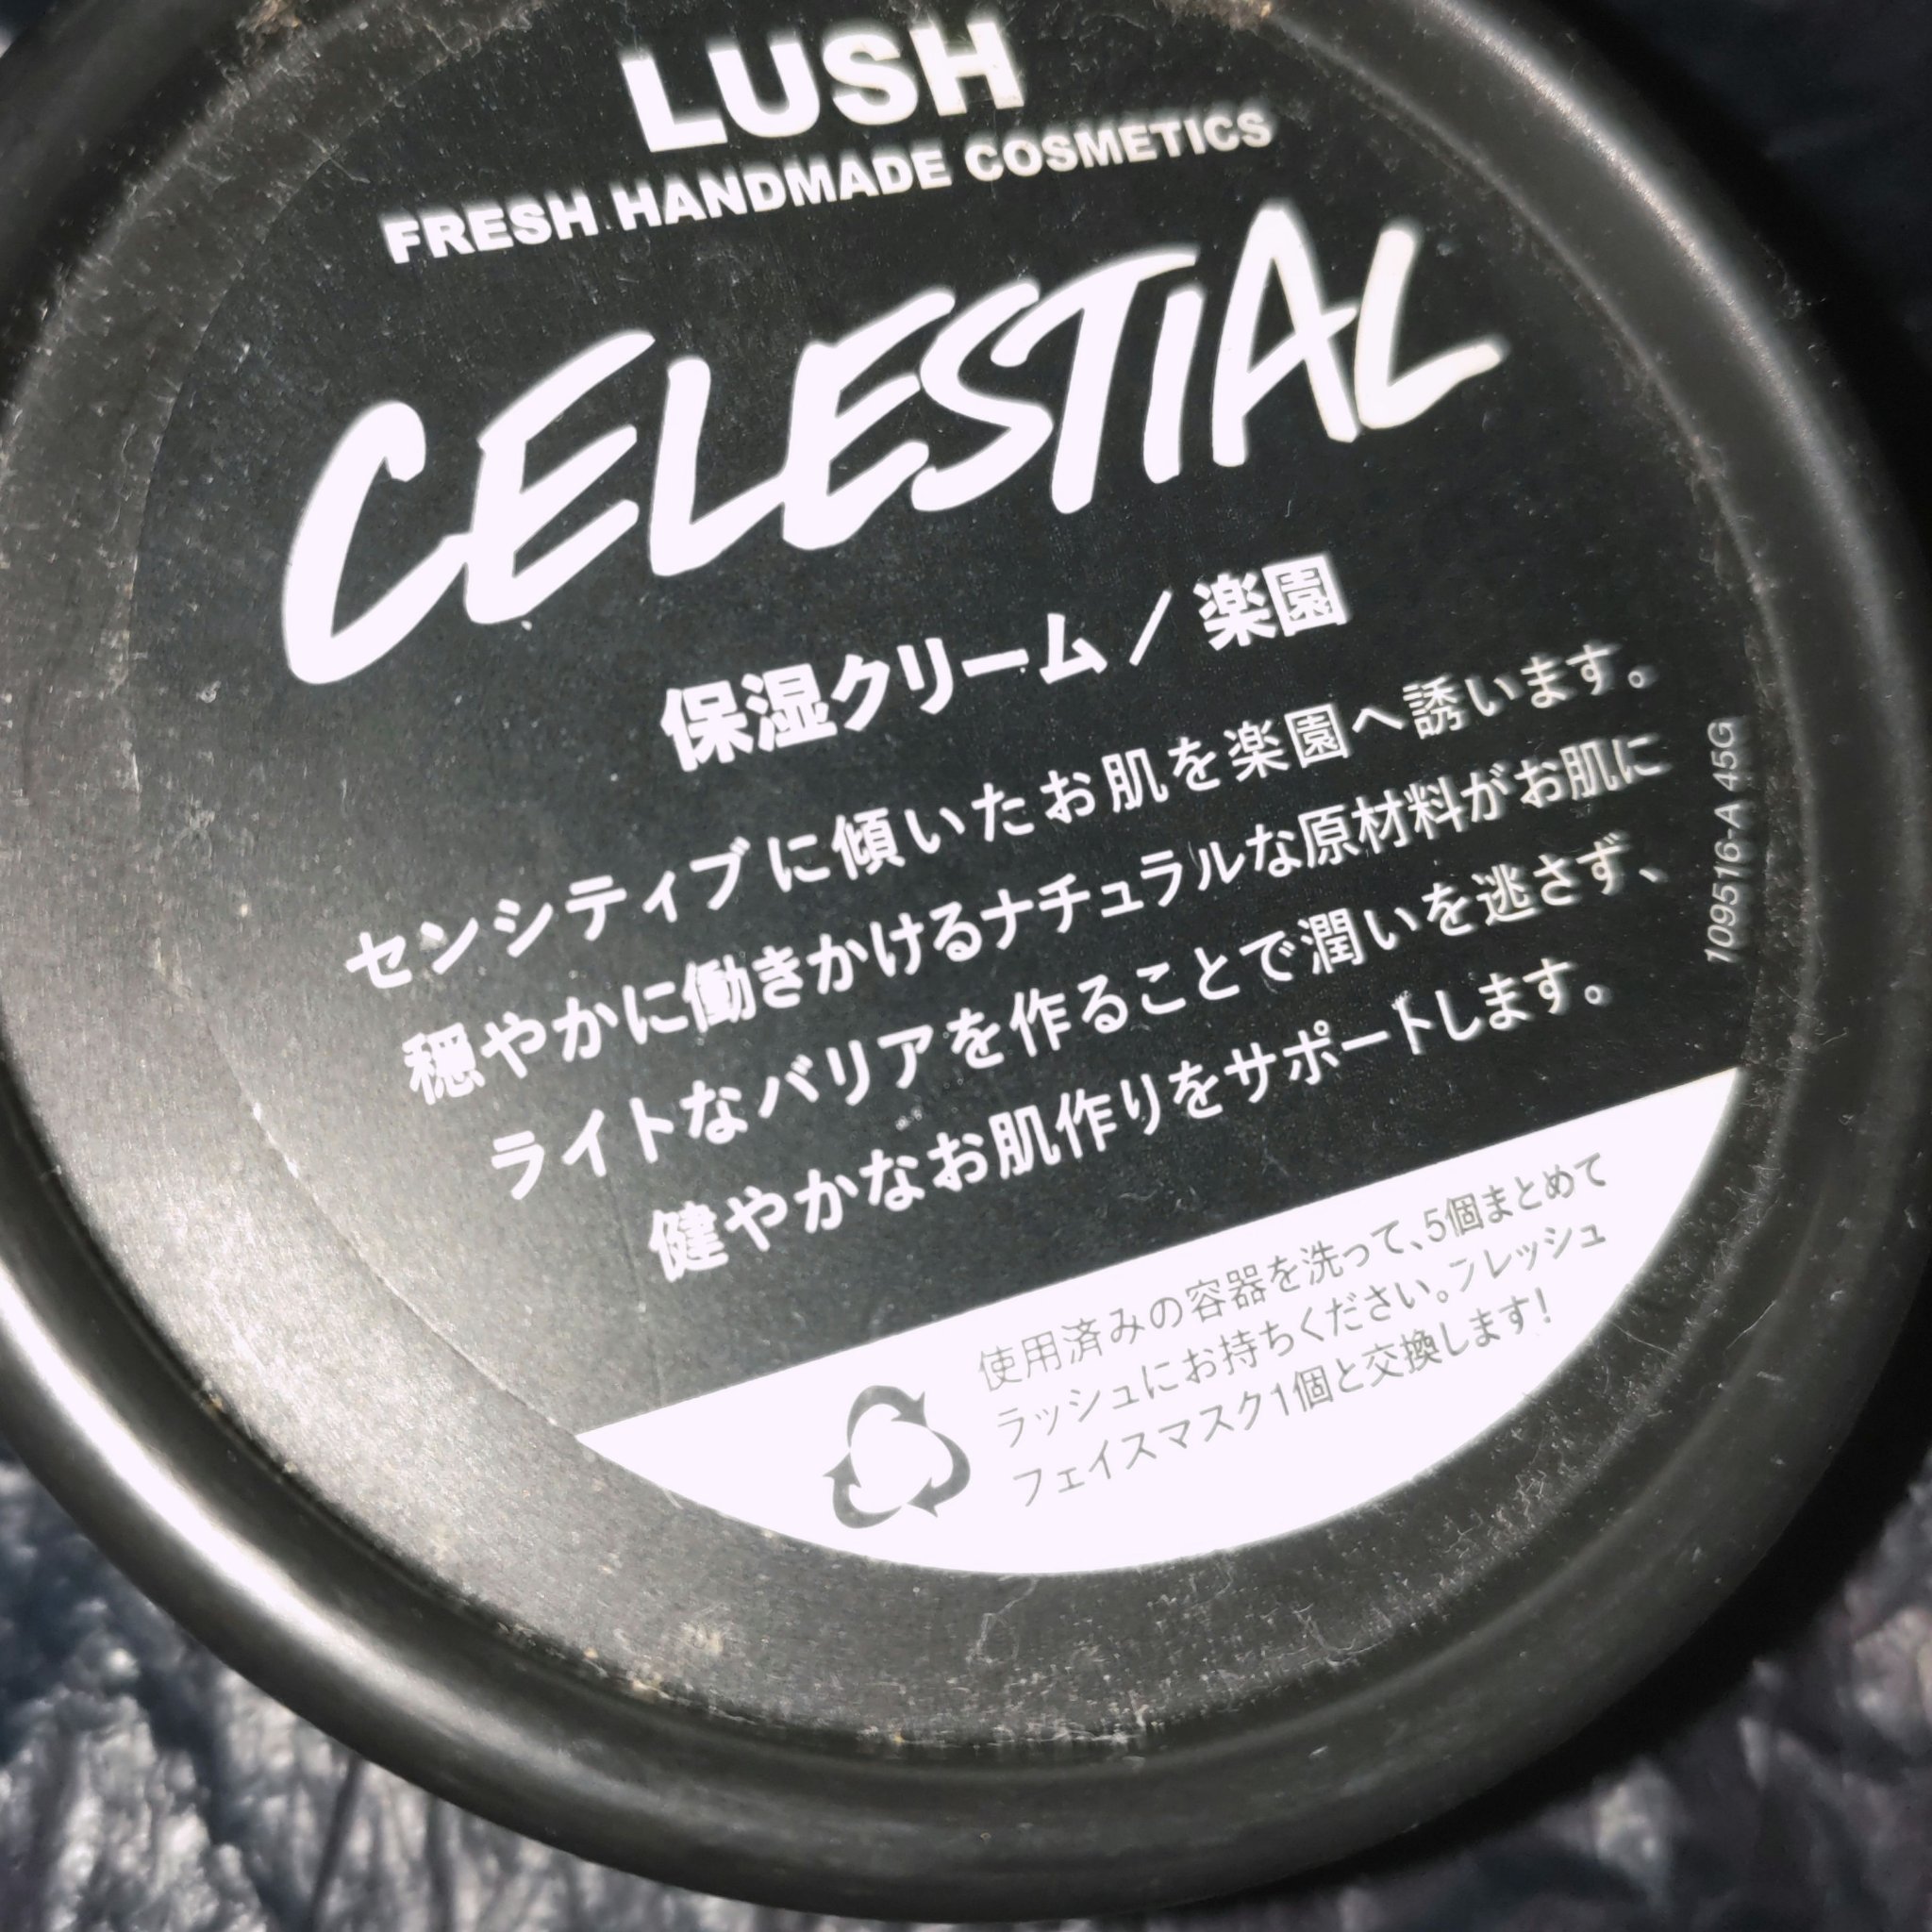 LUSH
FRESH HANDMADE COSMETICS
CELESTIAL
保湿クリーム／楽園
センシティブに傾いたお肌を楽園へ誘います。
穏やかに働きかけるナチュラルな原材料がお肌に
ライトなバリアを作ることで潤いを逃さず、
健やかなお肌作りをサポートします。
109516-A 45G
使用済みの容器を洗って、5個まとめて
ラッシュにお持ちください。フレッシュ
フェイスマスク1個と交換します!